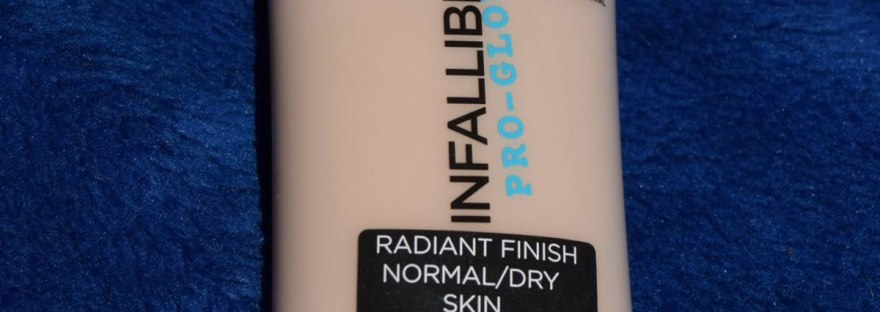 INFALLIB
PRO-GLO
RADIANT FINISH
NORMAL/DRY
SKIN